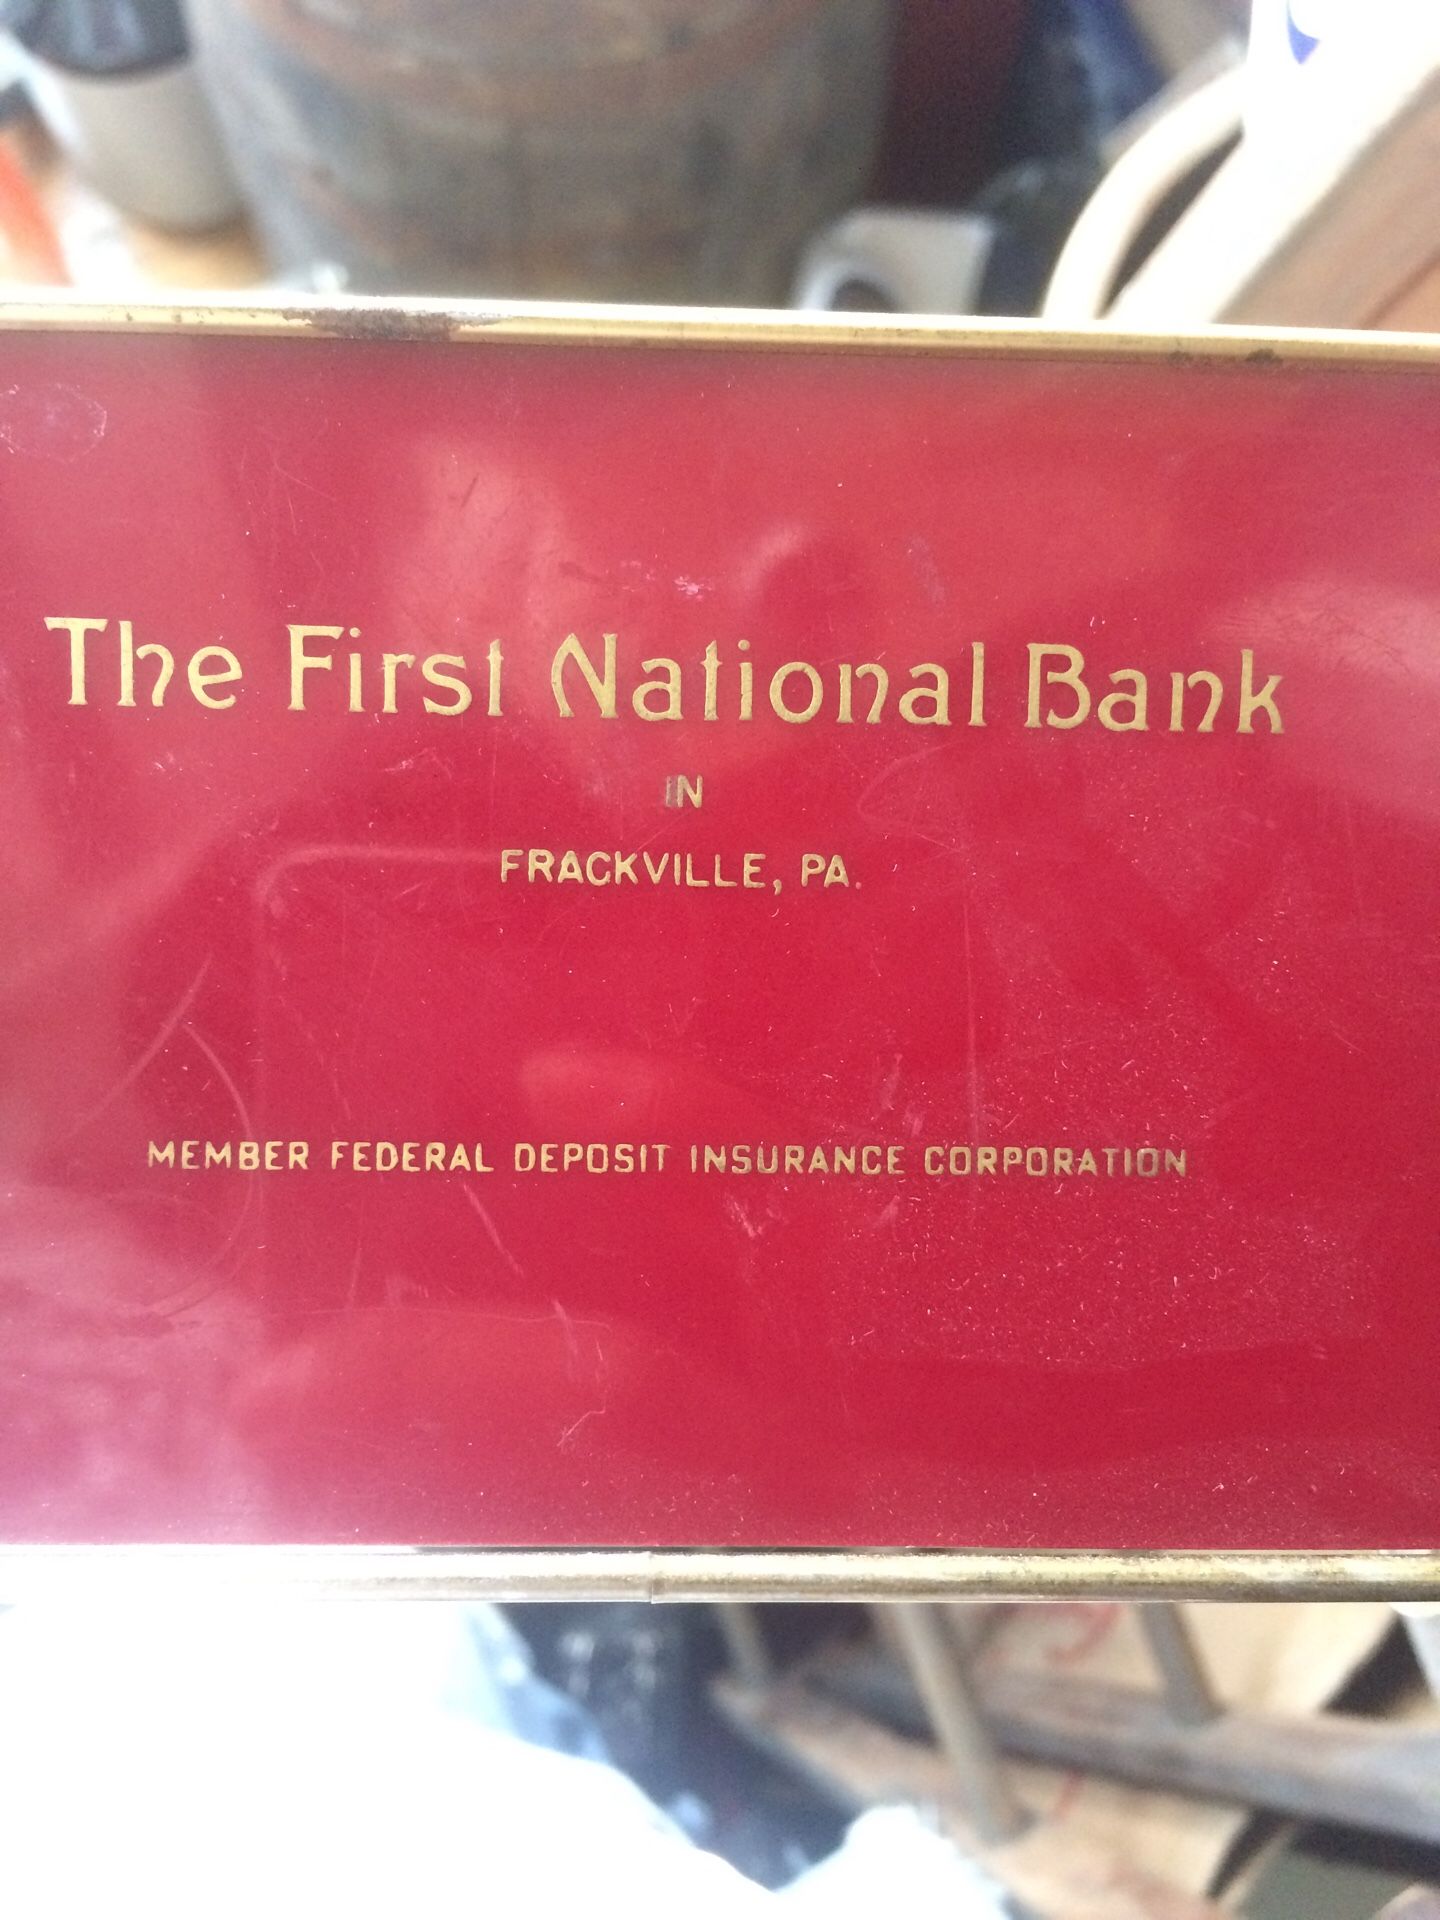 The First National Bank
IN
FRACKVILLE, PA.
MEMBER FEDERAL DEPOSIT INSURANCE CORPORATION